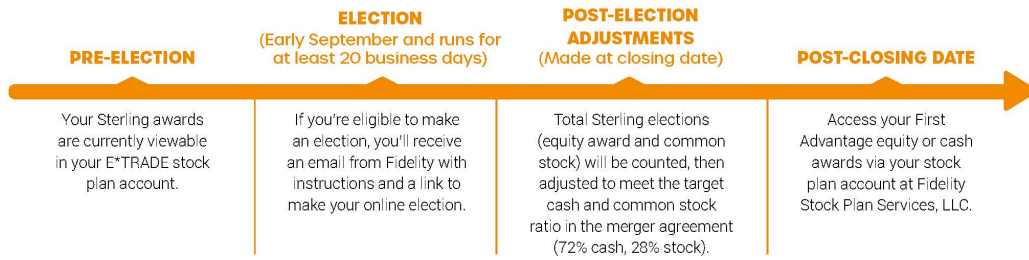 PRE-ELECTION
Your Sterling awards
are currently viewable
in your E*TRADE stock
plan account.
ELECTION
(Early September and runs for
at least 20 business days)
If you're eligible to make
an election, you'll receive
an email from Fidelity with
instructions and a link to
make your online election.
POST-ELECTION
ADJUSTMENTS
(Made at closing date)
Total Sterling elections
(equity award and common
stock) will be counted, then
adjusted to meet the target
cash and common stock
ratio in the merger agreement
(72% cash, 28% stock).
POST-CLOSING DATE
Access your First
Advantage equity or cash
awards via your stock
plan account at Fidelity
Stock Plan Services, LLC.